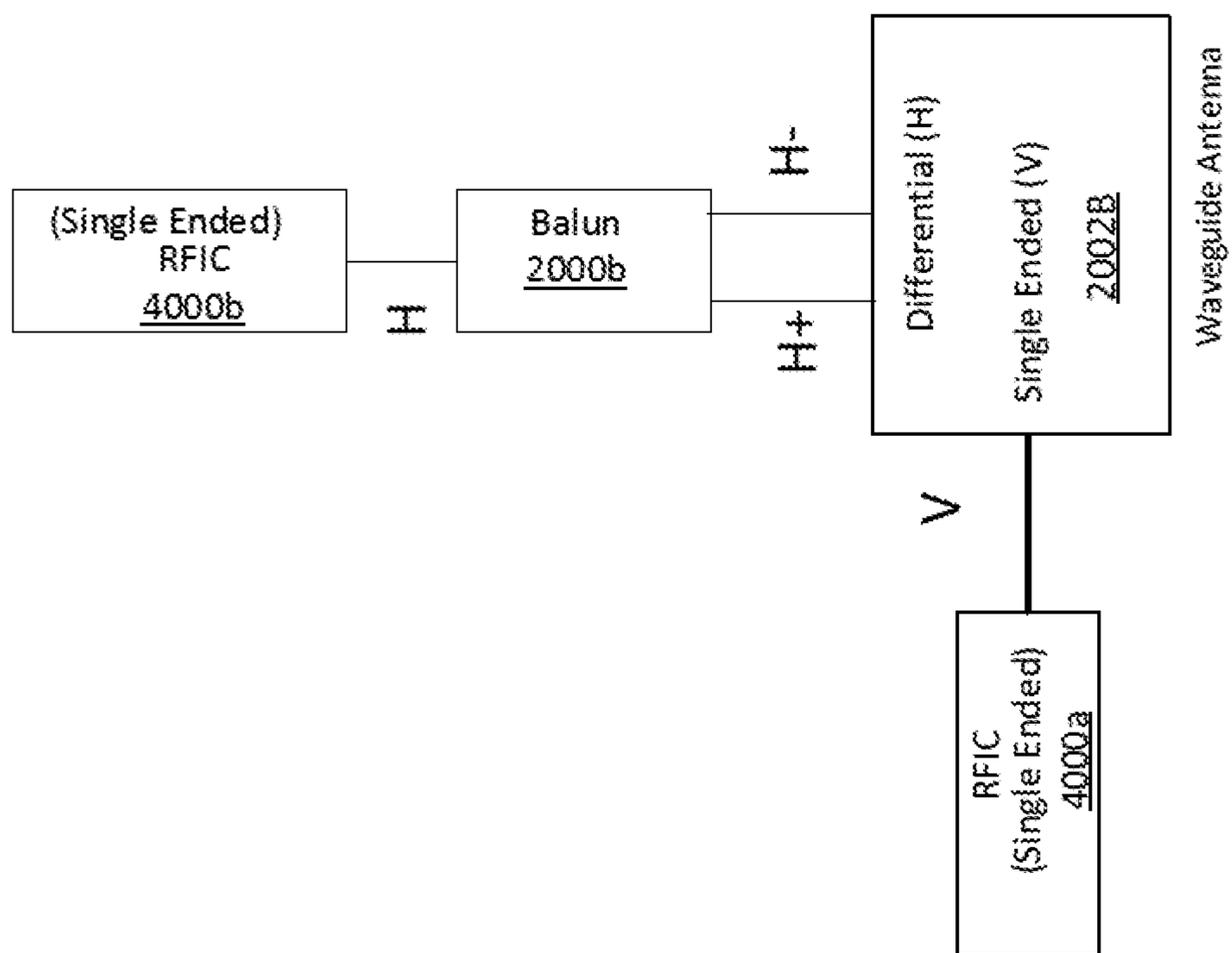 (Single Ended)
RFIC
4000b
H
Balun
2000b
H-
H+
Differential (H)
Single Ended (V)
2002B
Waveguide Antenna
V
RFIC
(Single Ended)
4000a